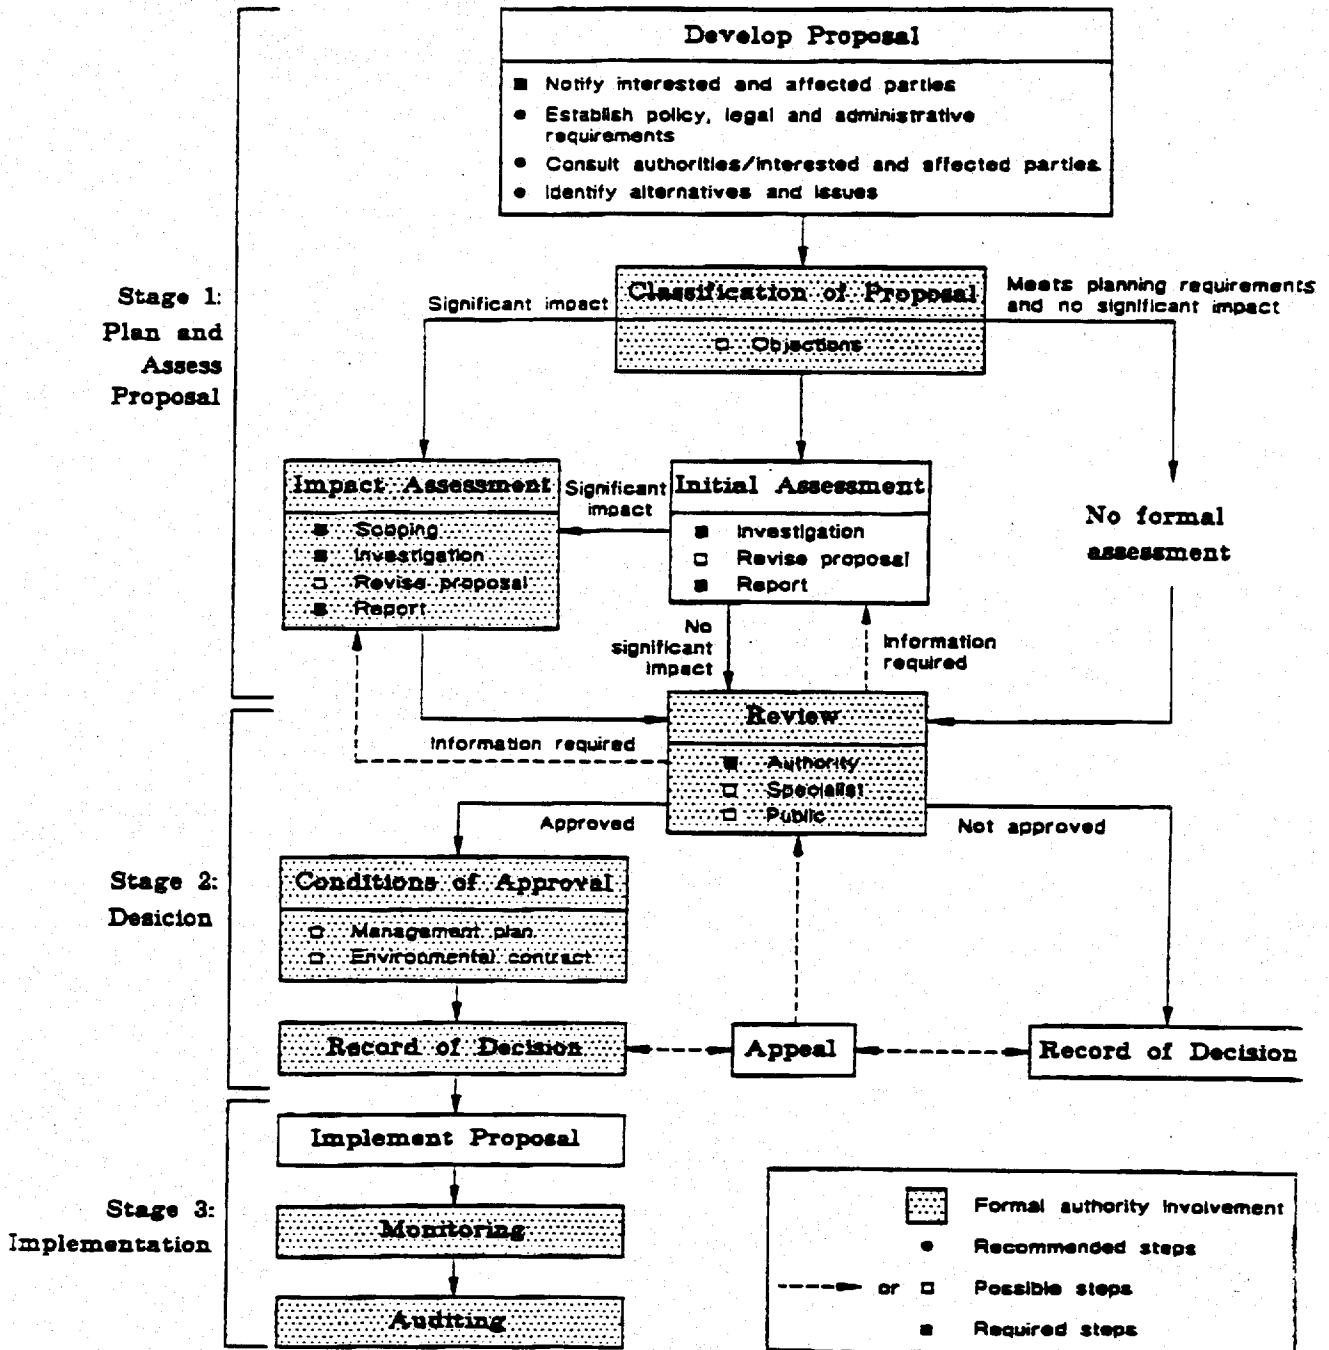 Develop Proposal
■ Notify interested and affected parties
● Establish policy, legal and administrative
requirements
● Consult authorities/interested and affected parties
● Identify alternatives and issues
Stage 1:
Plan and
Assess
Proposal
Classification of Proposal
□ Objections
Significant impact
Meets planning requirements
and no significant impact
Impact Assessment
■ Scoping
■ Investigation
□ Revise proposal
■ Report
Significant
impact
Initial Assessment
■ Investigation
□ Revise proposal
■ Report
No formal
assessment
No
significant
impact
Information
required
Review
■ Authority
□ Specialist
□ Public
Information required
Approved
Not approved
Stage 2:
Desicion
Conditions of Approval
□ Management plan
□ Environmental contract
Record of Decision
Appeal
Record of Decision
Stage 3:
Implementation
Implement Proposal
Monitoring
Auditing
Formal authority involvement
● Recommended steps
or □ Possible steps
■ Required steps